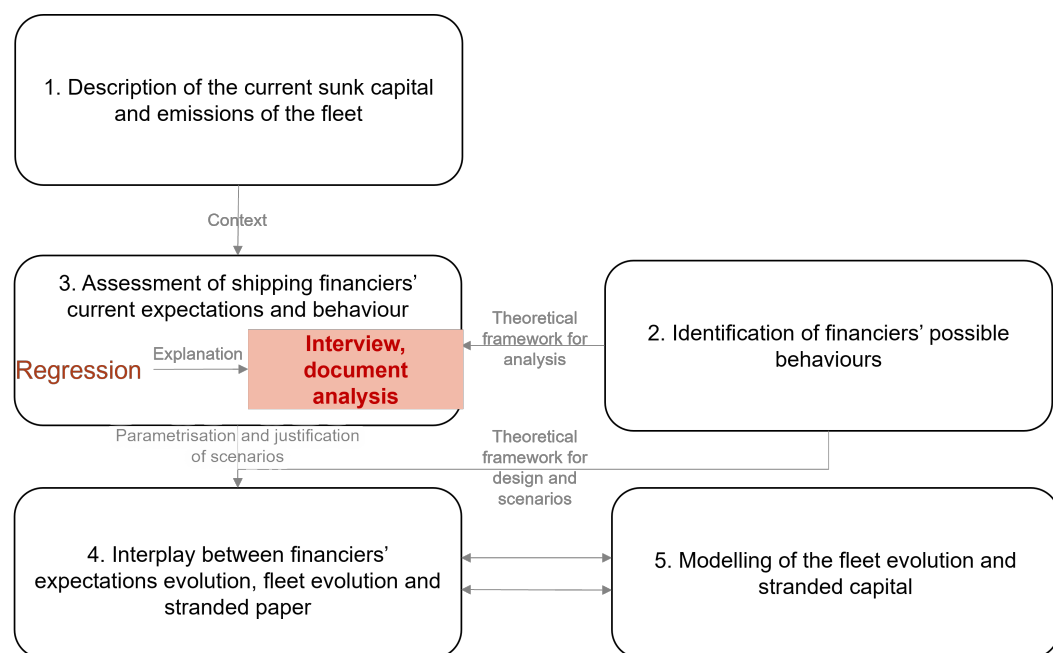 1. Description of the current sunk capital
and emissions of the fleet
Context
3. Assessment of shipping financiers’
current expectations and behaviour
Regression
Explanation
Interview,
document
analysis
Theoretical
framework for
analysis
2. Identification of financiers’ possible
behaviours
Parametrisation and justification
of scenarios
Theoretical
framework for
design and
scenarios
4. Interplay between financiers’
expectations evolution, fleet evolution and
stranded paper
5. Modelling of the fleet evolution and
stranded capital